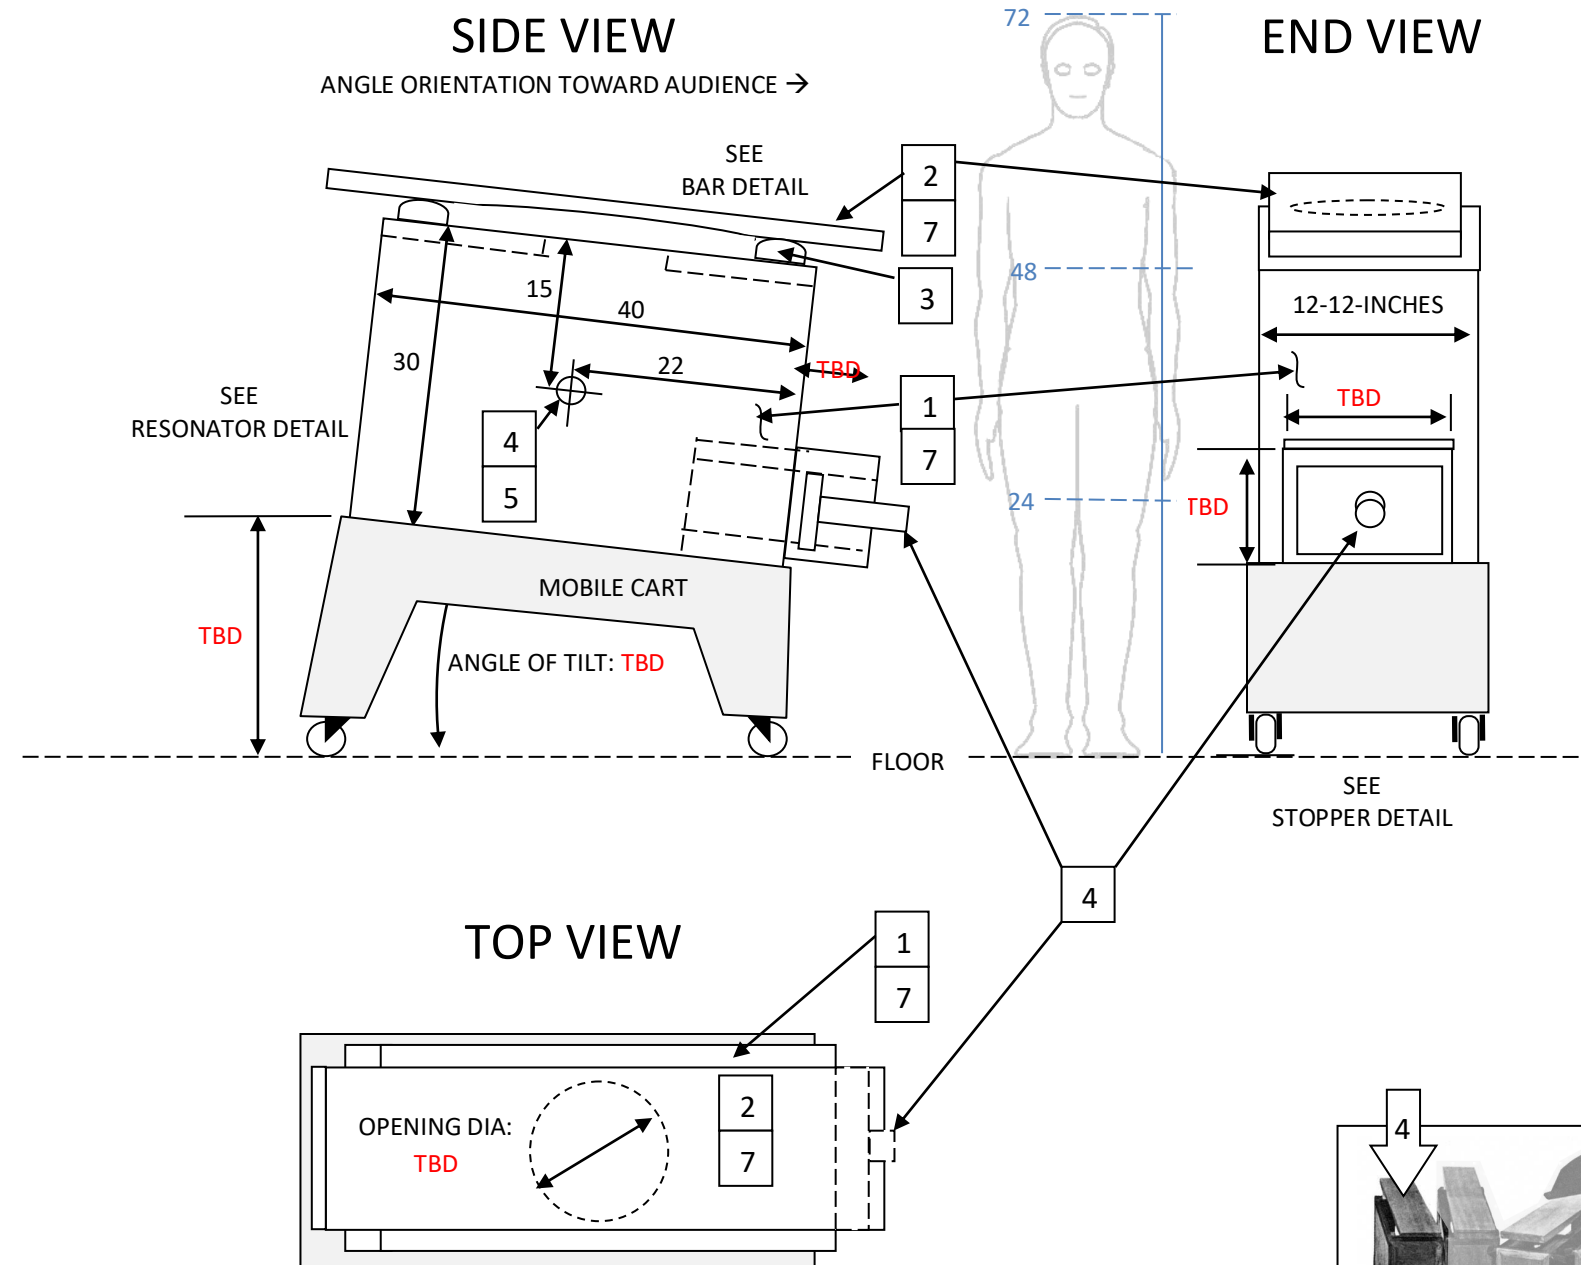 SIDE VIEW
72
END VIEW
ANGLE ORIENTATION TOWARD AUDIENCE →
SEE
BAR DETAIL
2
7
48
3
15
40
12-12-INCHES
30
22
TBD
TBD
SEE
RESONATOR DETAIL
1
7
4
5
24
TBD
MOBILE CART
TBD
ANGLE OF TILT: TBD
FLOOR
SEE
STOPPER DETAIL
4
TOP VIEW
1
7
2
7
OPENING DIA:
TBD
4